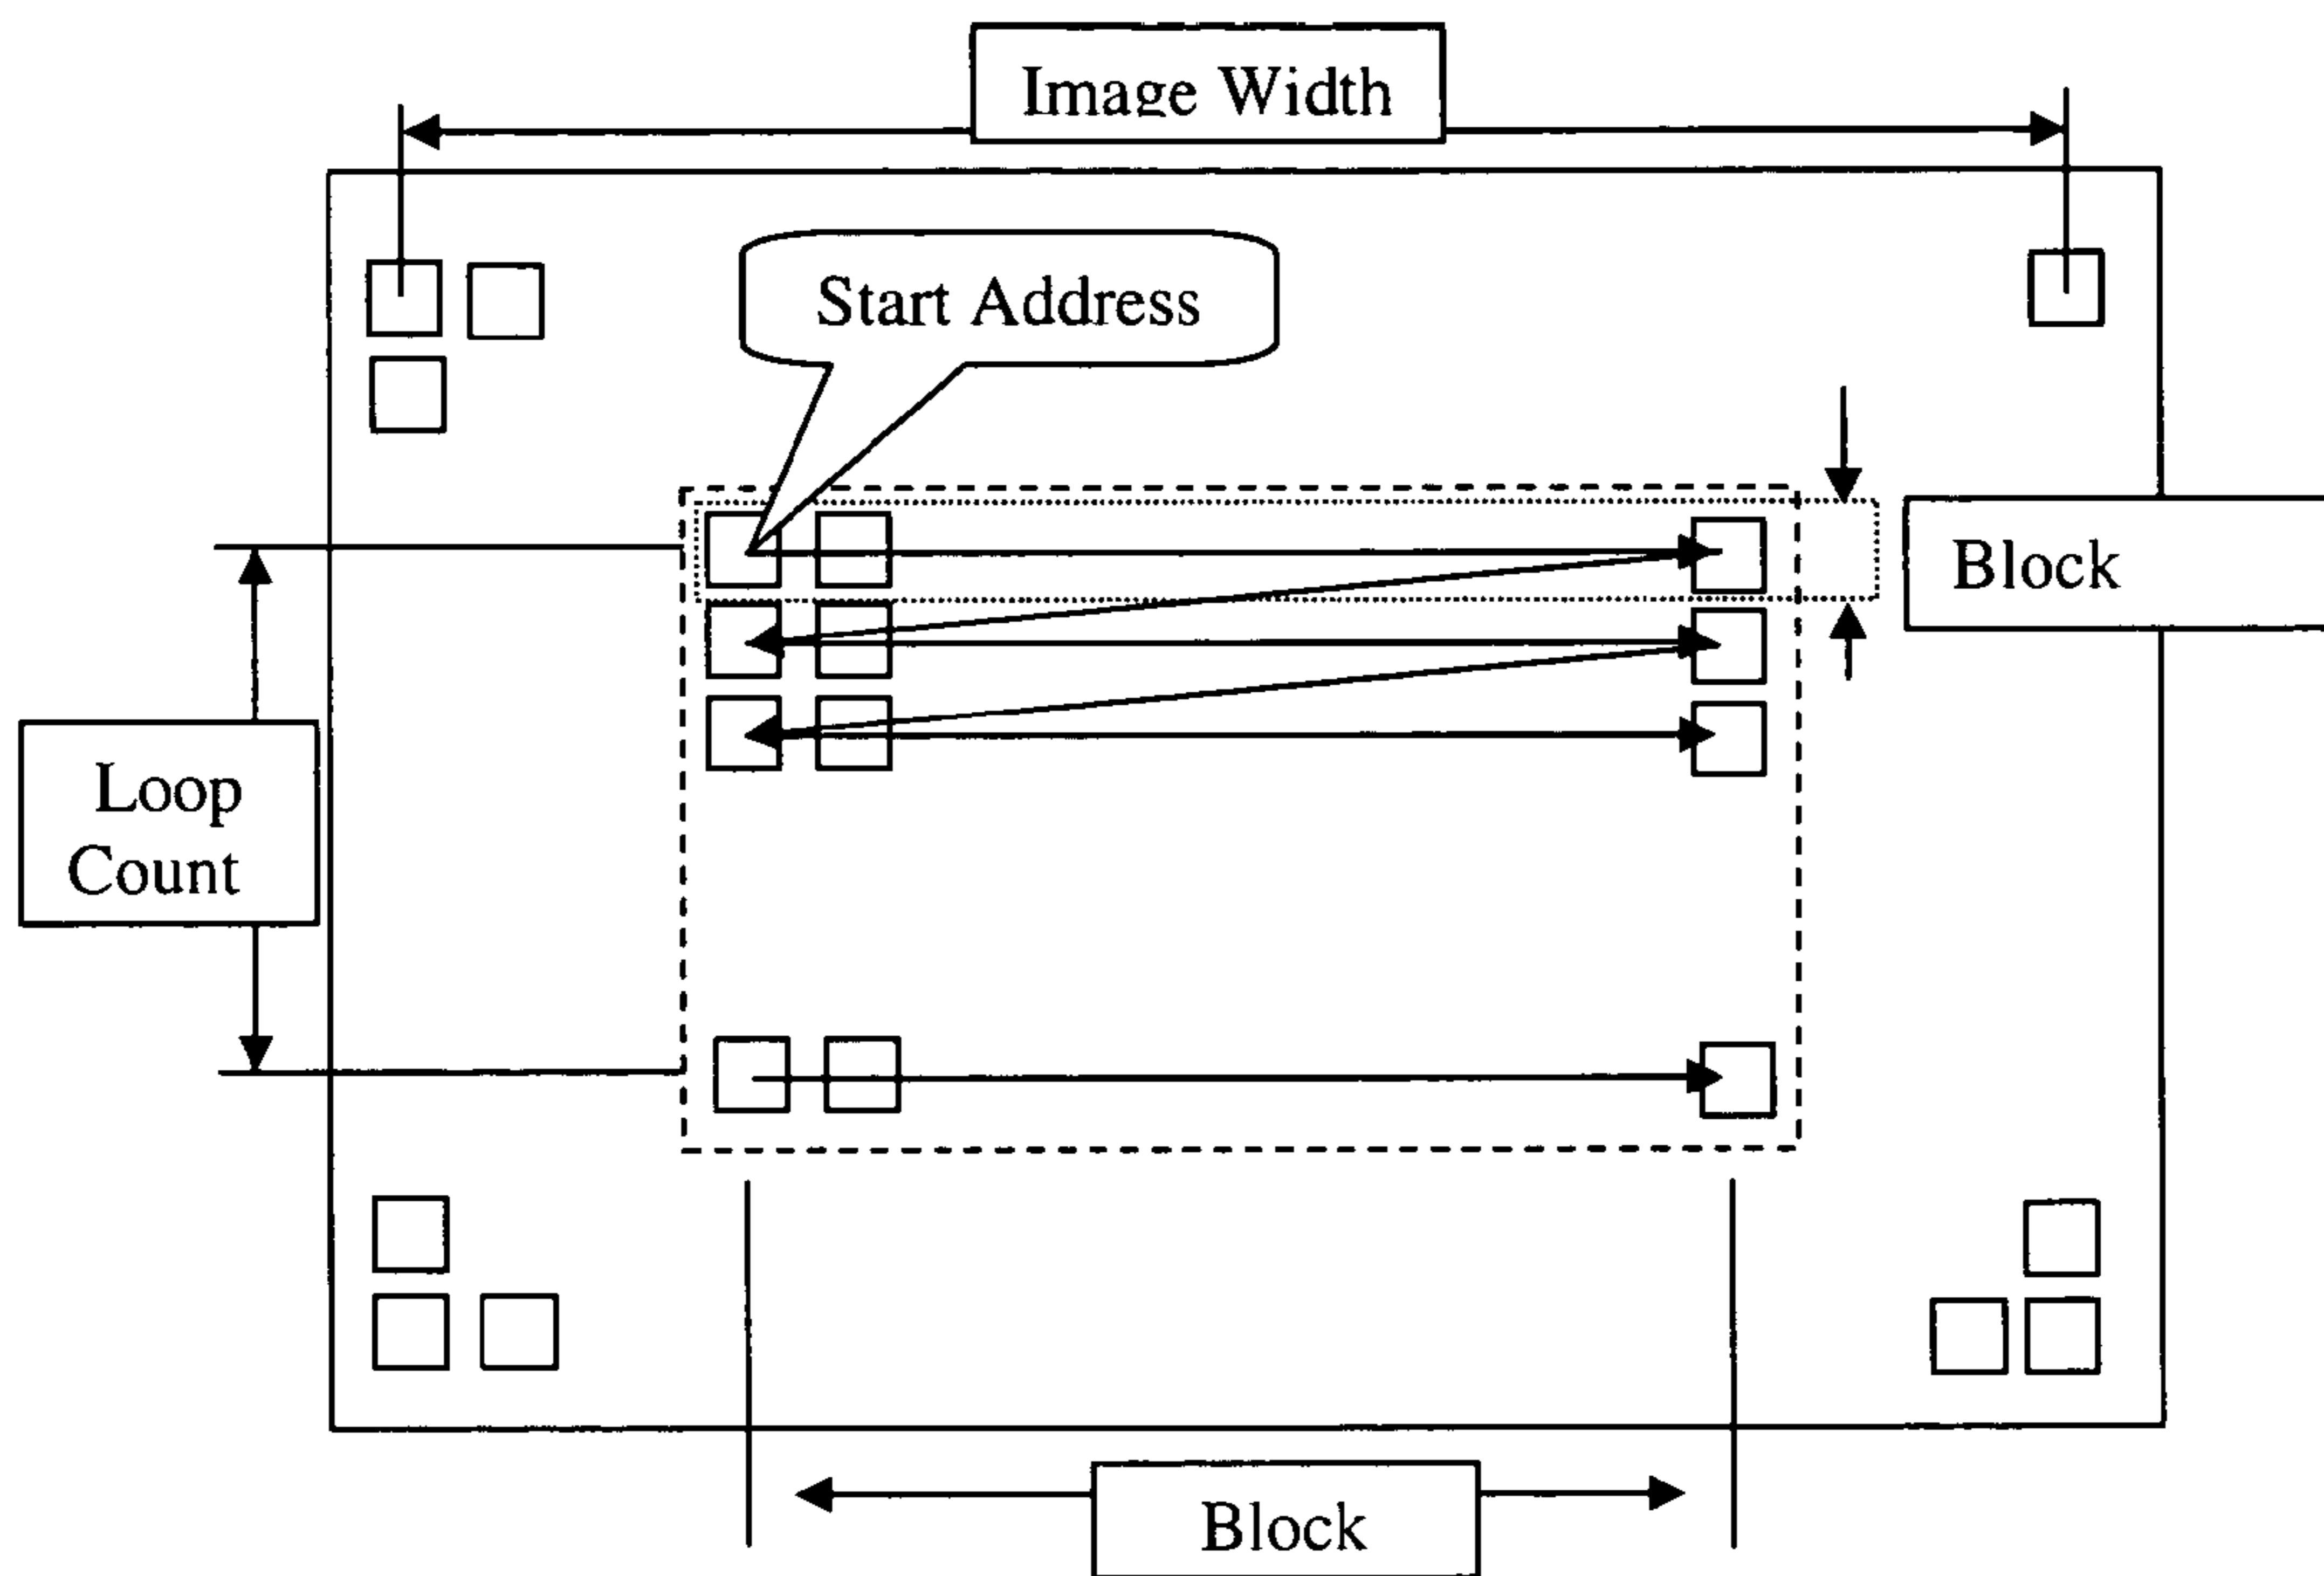 Image Width
Start Address
Block
Loop
Count
Block